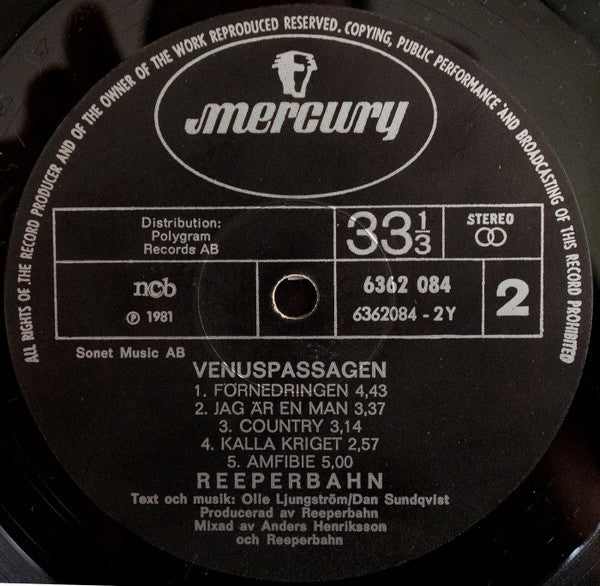 ALL RIGHTS OF THE RECORD PRODUCER AND OF THE OWNER OF THE WORK REPRODUCED RESERVED. COPYING, PUBLIC PERFORMANCE AND BROADCASTING OF THIS RECORD PROHIBITED
mercury
Distribution:
Polygram
Records AB
33 1/3
STEREO
ncb
℗ 1981
6362 084
6362084 - 2Y
2
Sonet Music AB
VENUSPASSAGEN
1. FÖRNEDRINGEN 4,43
2. JAG ÄR EN MAN 3,37
3. COUNTRY 3,14
4. KALLA KRIGET 2,57
5. AMFIBIE 5,00
REEPERBAHN
Text och musik: Olle Ljungström/Dan Sundqvist
Producerad av Reeperbahn
Mixad av Anders Henriksson
och Reeperbahn